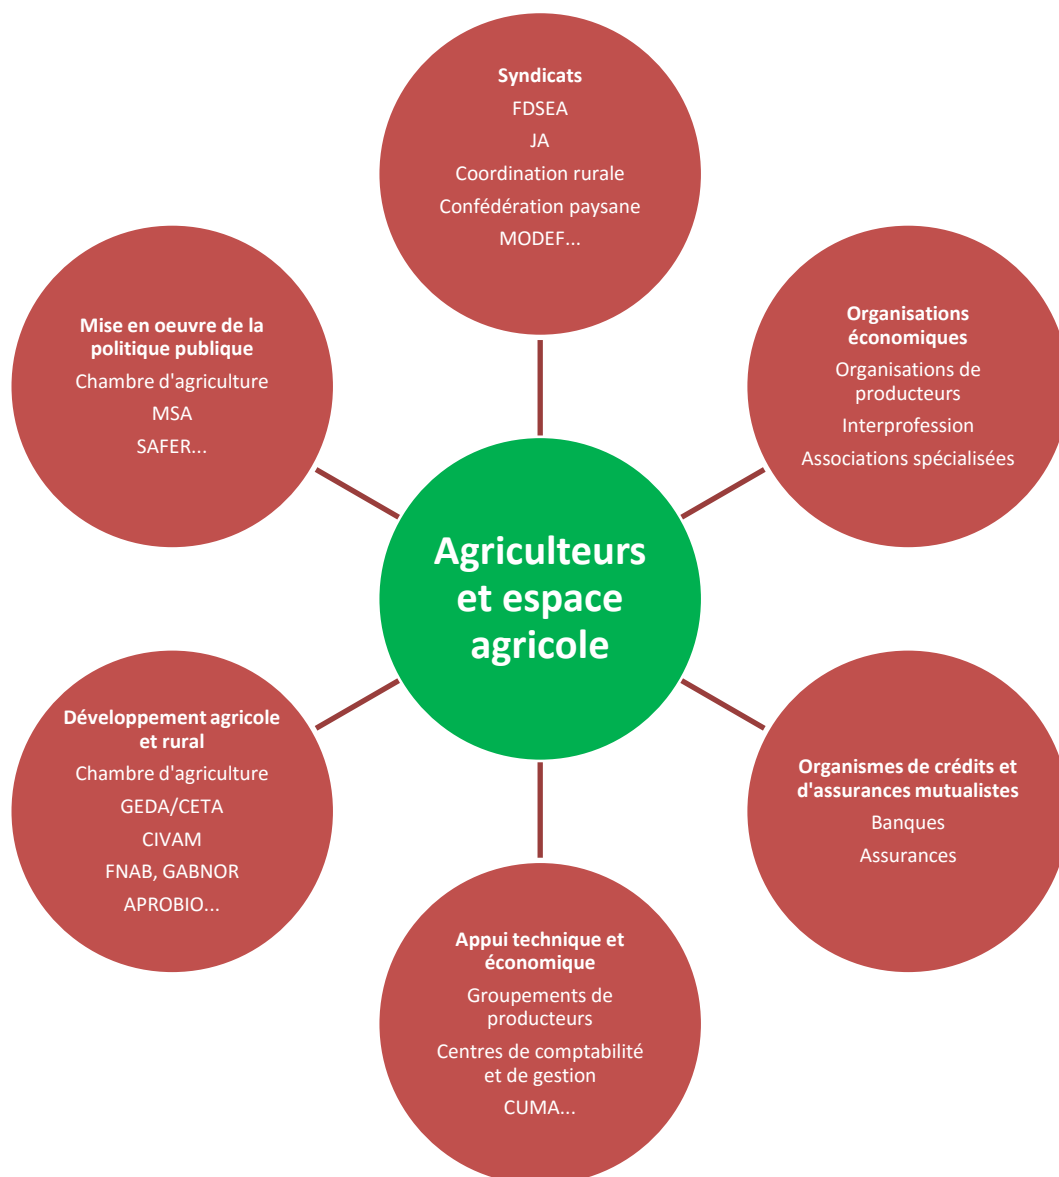 Syndicats
FDSEA
JA
Coordination rurale
Confédération paysane
MODEF...
Organisations
économiques
Organisations de
producteurs
Interprofession
Associations spécialisées
Organismes de crédits et
d'assurances mutualistes
Banques
Assurances
Appui technique et
économique
Groupements de
producteurs
Centres de comptabilité
et de gestion
CUMA...
Développement agricole
et rural
Chambre d'agriculture
GEDA/CETA
CIVAM
FNAB, GABNOR
APROBIO...
Mise en oeuvre de la
politique publique
Chambre d'agriculture
MSA
SAFER...
Agriculteurs
et espace
agricole